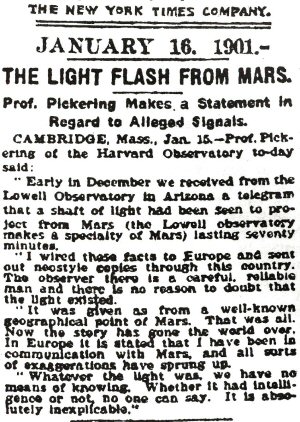 THE NEW YORK TIMES COMPANY.
JANUARY 16. 1901.-
THE LIGHT FLASH FROM MARS.
Prof. Pickering Makes a Statement in
Regard to Alleged Signals.
CAMBRIDGE, Mass., Jan. 15.—Prof. Pick-
ering of the Harvard Observatory to-day
said:
" Early in December we received from the
Lowell Observatory in Arizona a telegram
that a shaft of light had been seen to pro-
ject from Mars (the Lowell observatory
makes a specialty of Mars) lasting seventy
minutes.
" I wired these facts to Europe and sent
out neostyle copies through this country.
The observer there is a careful, reliable
man and there is no reason to doubt that
the light existed.
" It was given as from a well-known
geographical point of Mars. That was all.
Now the story has gone the world over.
In Europe it is stated that I have been in
communication with Mars, and all sorts
of exaggerations have sprung up.
" Whatever the light was, we have no
means of knowing. Whether it had intelli-
gence or not, no one can say. It is abso-
lutely inexplicable."